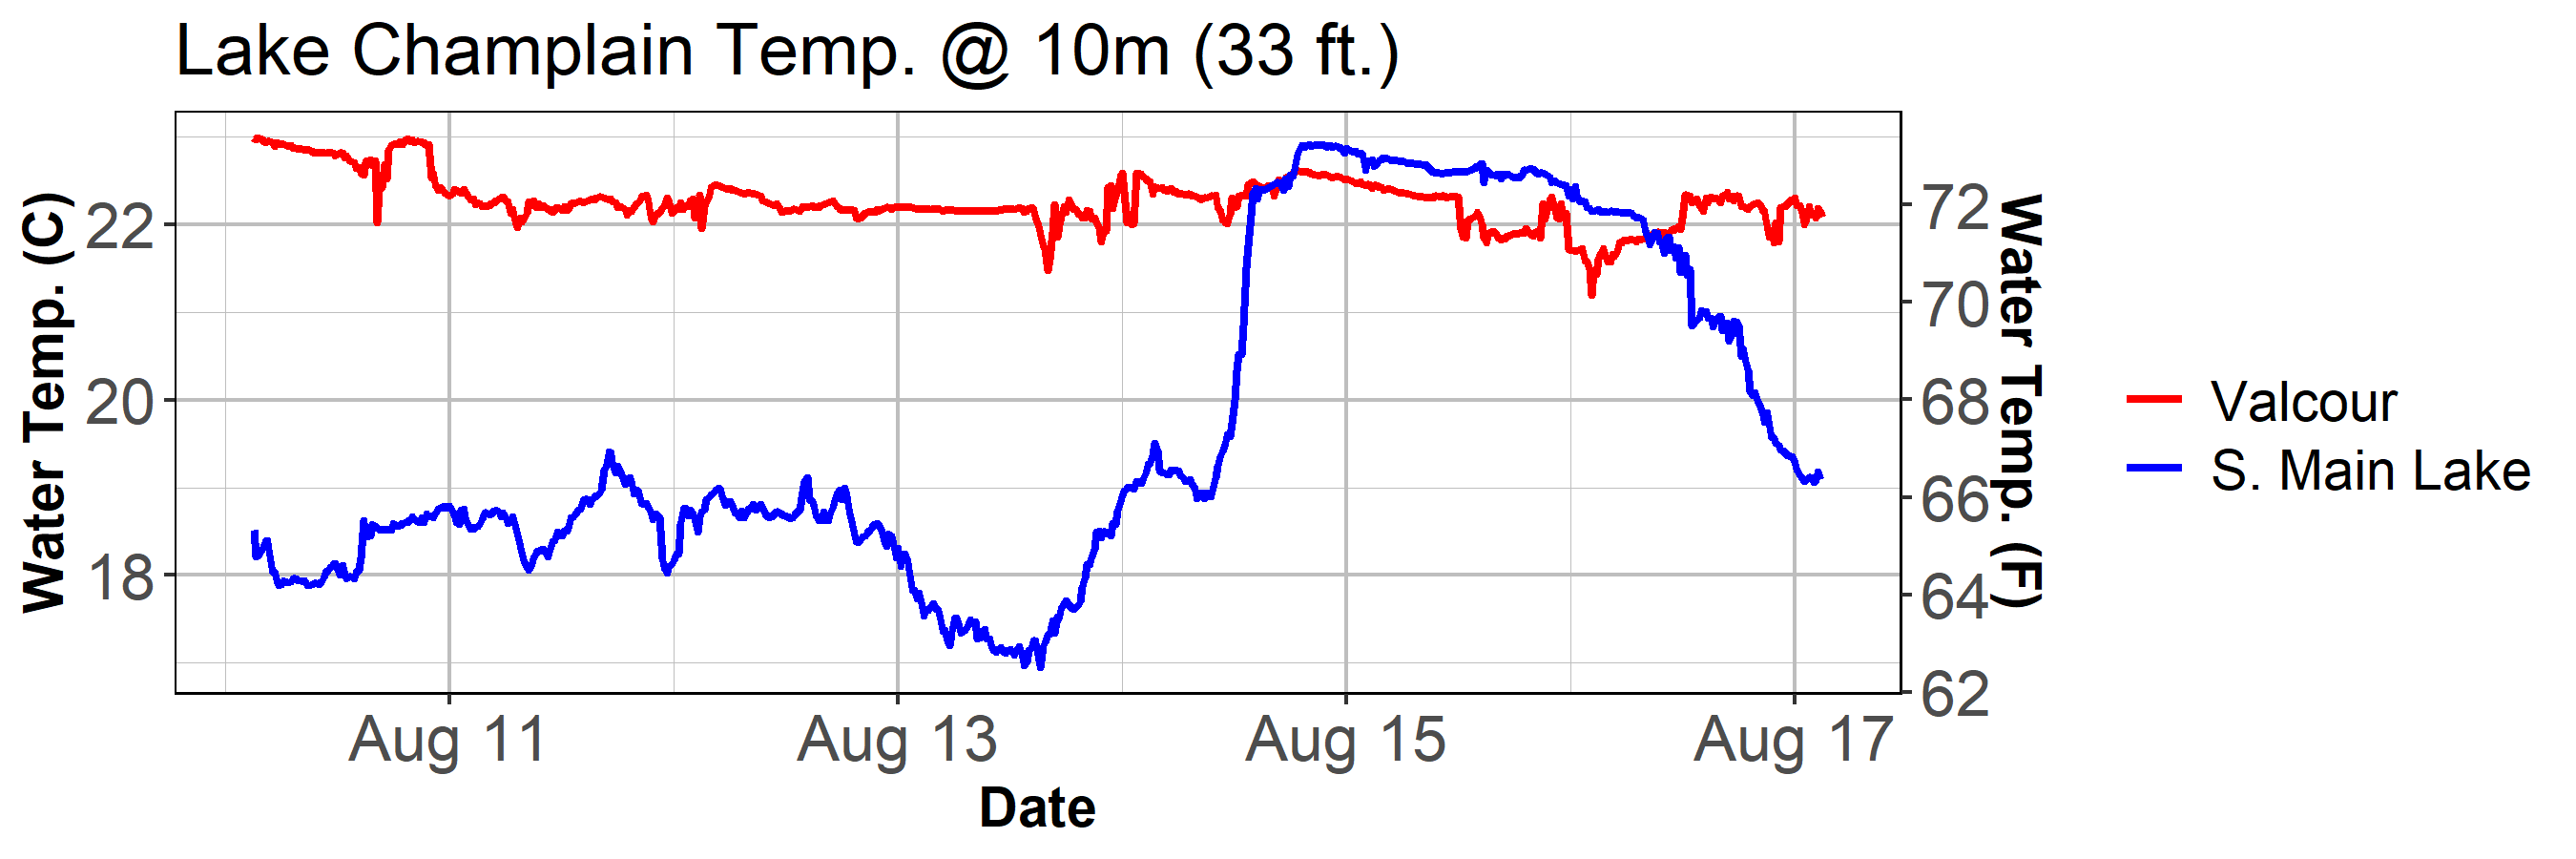 Lake Champlain Temp. @ 10m (33 ft.)
Water Temp. (C)
22
20
18
72
70
68
66
64
62
Water Temp. (F)
Aug 11
Aug 13
Aug 15
Aug 17
Date
Valcour
S. Main Lake